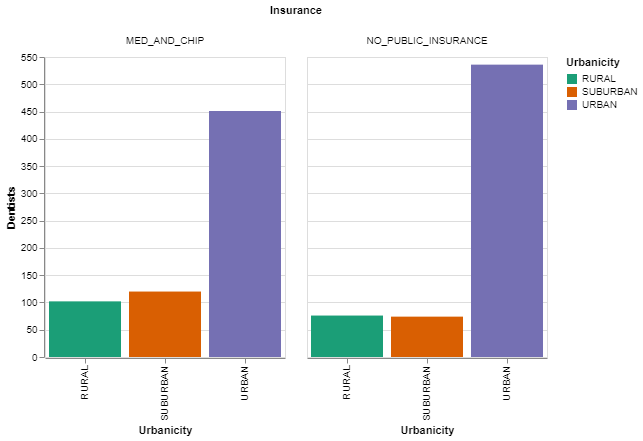 Insurance
MED_AND_CHIP
NO_PUBLIC_INSURANCE
Urbanicity
RURAL
SUBURBAN
URBAN
Dentists
550
500
450
400
350
300
250
200
150
100
50
0
RURAL
SUBURBAN
URBAN
RURAL
SUBURBAN
URBAN
Urbanicity
Urbanicity